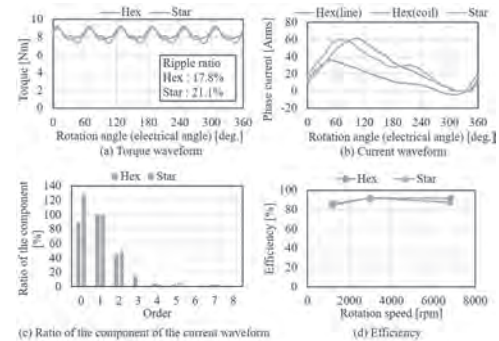 Hex Star
Torque [Nm]
10
8
6
4
2
0
Ripple ratio
Hex : 17.8%
Star : 21.1%
0 60 120 180 240 300 360
Rotation angle (electrical angle) [deg.]
(a) Torque waveform
Hex(line) Hex(coil) Star
Phase current [Arms]
80
60
40
20
0
-20
0 60 120 180 240 300 360
Rotation angle (electrical angle) [deg.]
(b) Current waveform
Hex Star
Ratio of the component
[%]
140
120
100
80
60
40
20
0
0 1 2 3 4 5 6 7 8
Order
(c) Ratio of the component of the current waveform
Hex Star
Efficiency [%]
100
80
60
40
20
0
0 2000 4000 6000 8000
Rotation speed [rpm]
(d) Efficiency